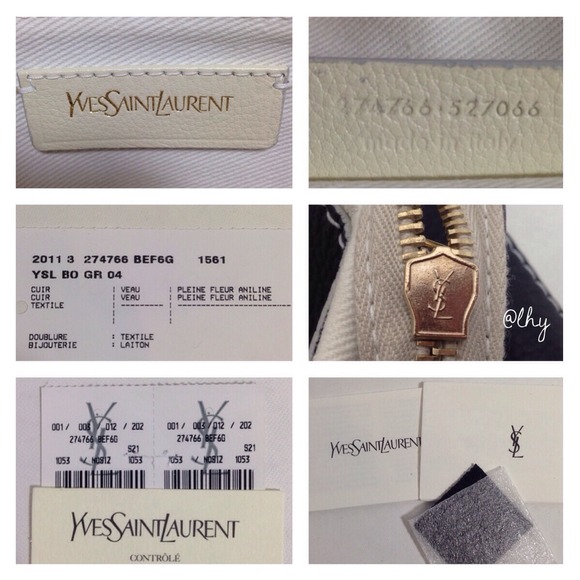 YVESSAINTLAURENT
274766·527066
made in italy
2011 3 274766 BEF6G 1561
YSL BO GR 04
CUIR : VEAU : PLEINE FLEUR ANILINE
CUIR : VEAU : PLEINE FLEUR ANILINE
TEXTILE
DOUBLURE : TEXTILE
BIJOUTERIE : LAITON
YSL
@lhy
001/ 003 /012 / 202 001/ 003 /012 / 202
274766 BEF6G 274766 BEF6G
YSL YSL
S21 S21
1053 1053 1053
YVESSAINTLAURENT
CONTRÔLÉ
YVESSAINTLAURENT
YSL